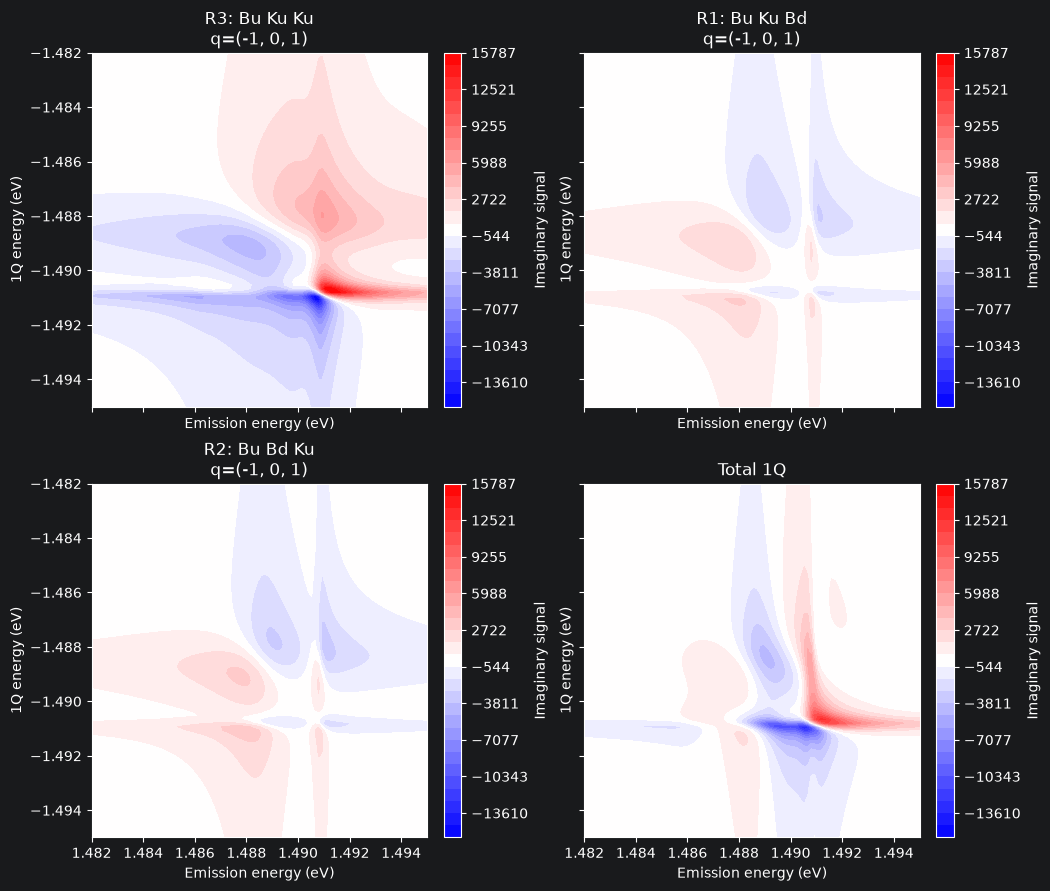 R3: Bu Ku Ku
q=(-1, 0, 1)
−1.482
−1.484
−1.486
−1.488
−1.490
−1.492
−1.494
1Q energy (eV)
Emission energy (eV)
15787
12521
9255
5988
2722
−544
−3811
−7077
−10343
−13610
Imaginary signal
R1: Bu Ku Bd
q=(-1, 0, 1)
1Q energy (eV)
Emission energy (eV)
15787
12521
9255
5988
2722
−544
−3811
−7077
−10343
−13610
Imaginary signal
R2: Bu Bd Ku
q=(-1, 0, 1)
−1.482
−1.484
−1.486
−1.488
−1.490
−1.492
−1.494
1Q energy (eV)
1.482 1.484 1.486 1.488 1.490 1.492 1.494
Emission energy (eV)
15787
12521
9255
5988
2722
−544
−3811
−7077
−10343
−13610
Imaginary signal
Total 1Q
1Q energy (eV)
1.482 1.484 1.486 1.488 1.490 1.492 1.494
Emission energy (eV)
15787
12521
9255
5988
2722
−544
−3811
−7077
−10343
−13610
Imaginary signal